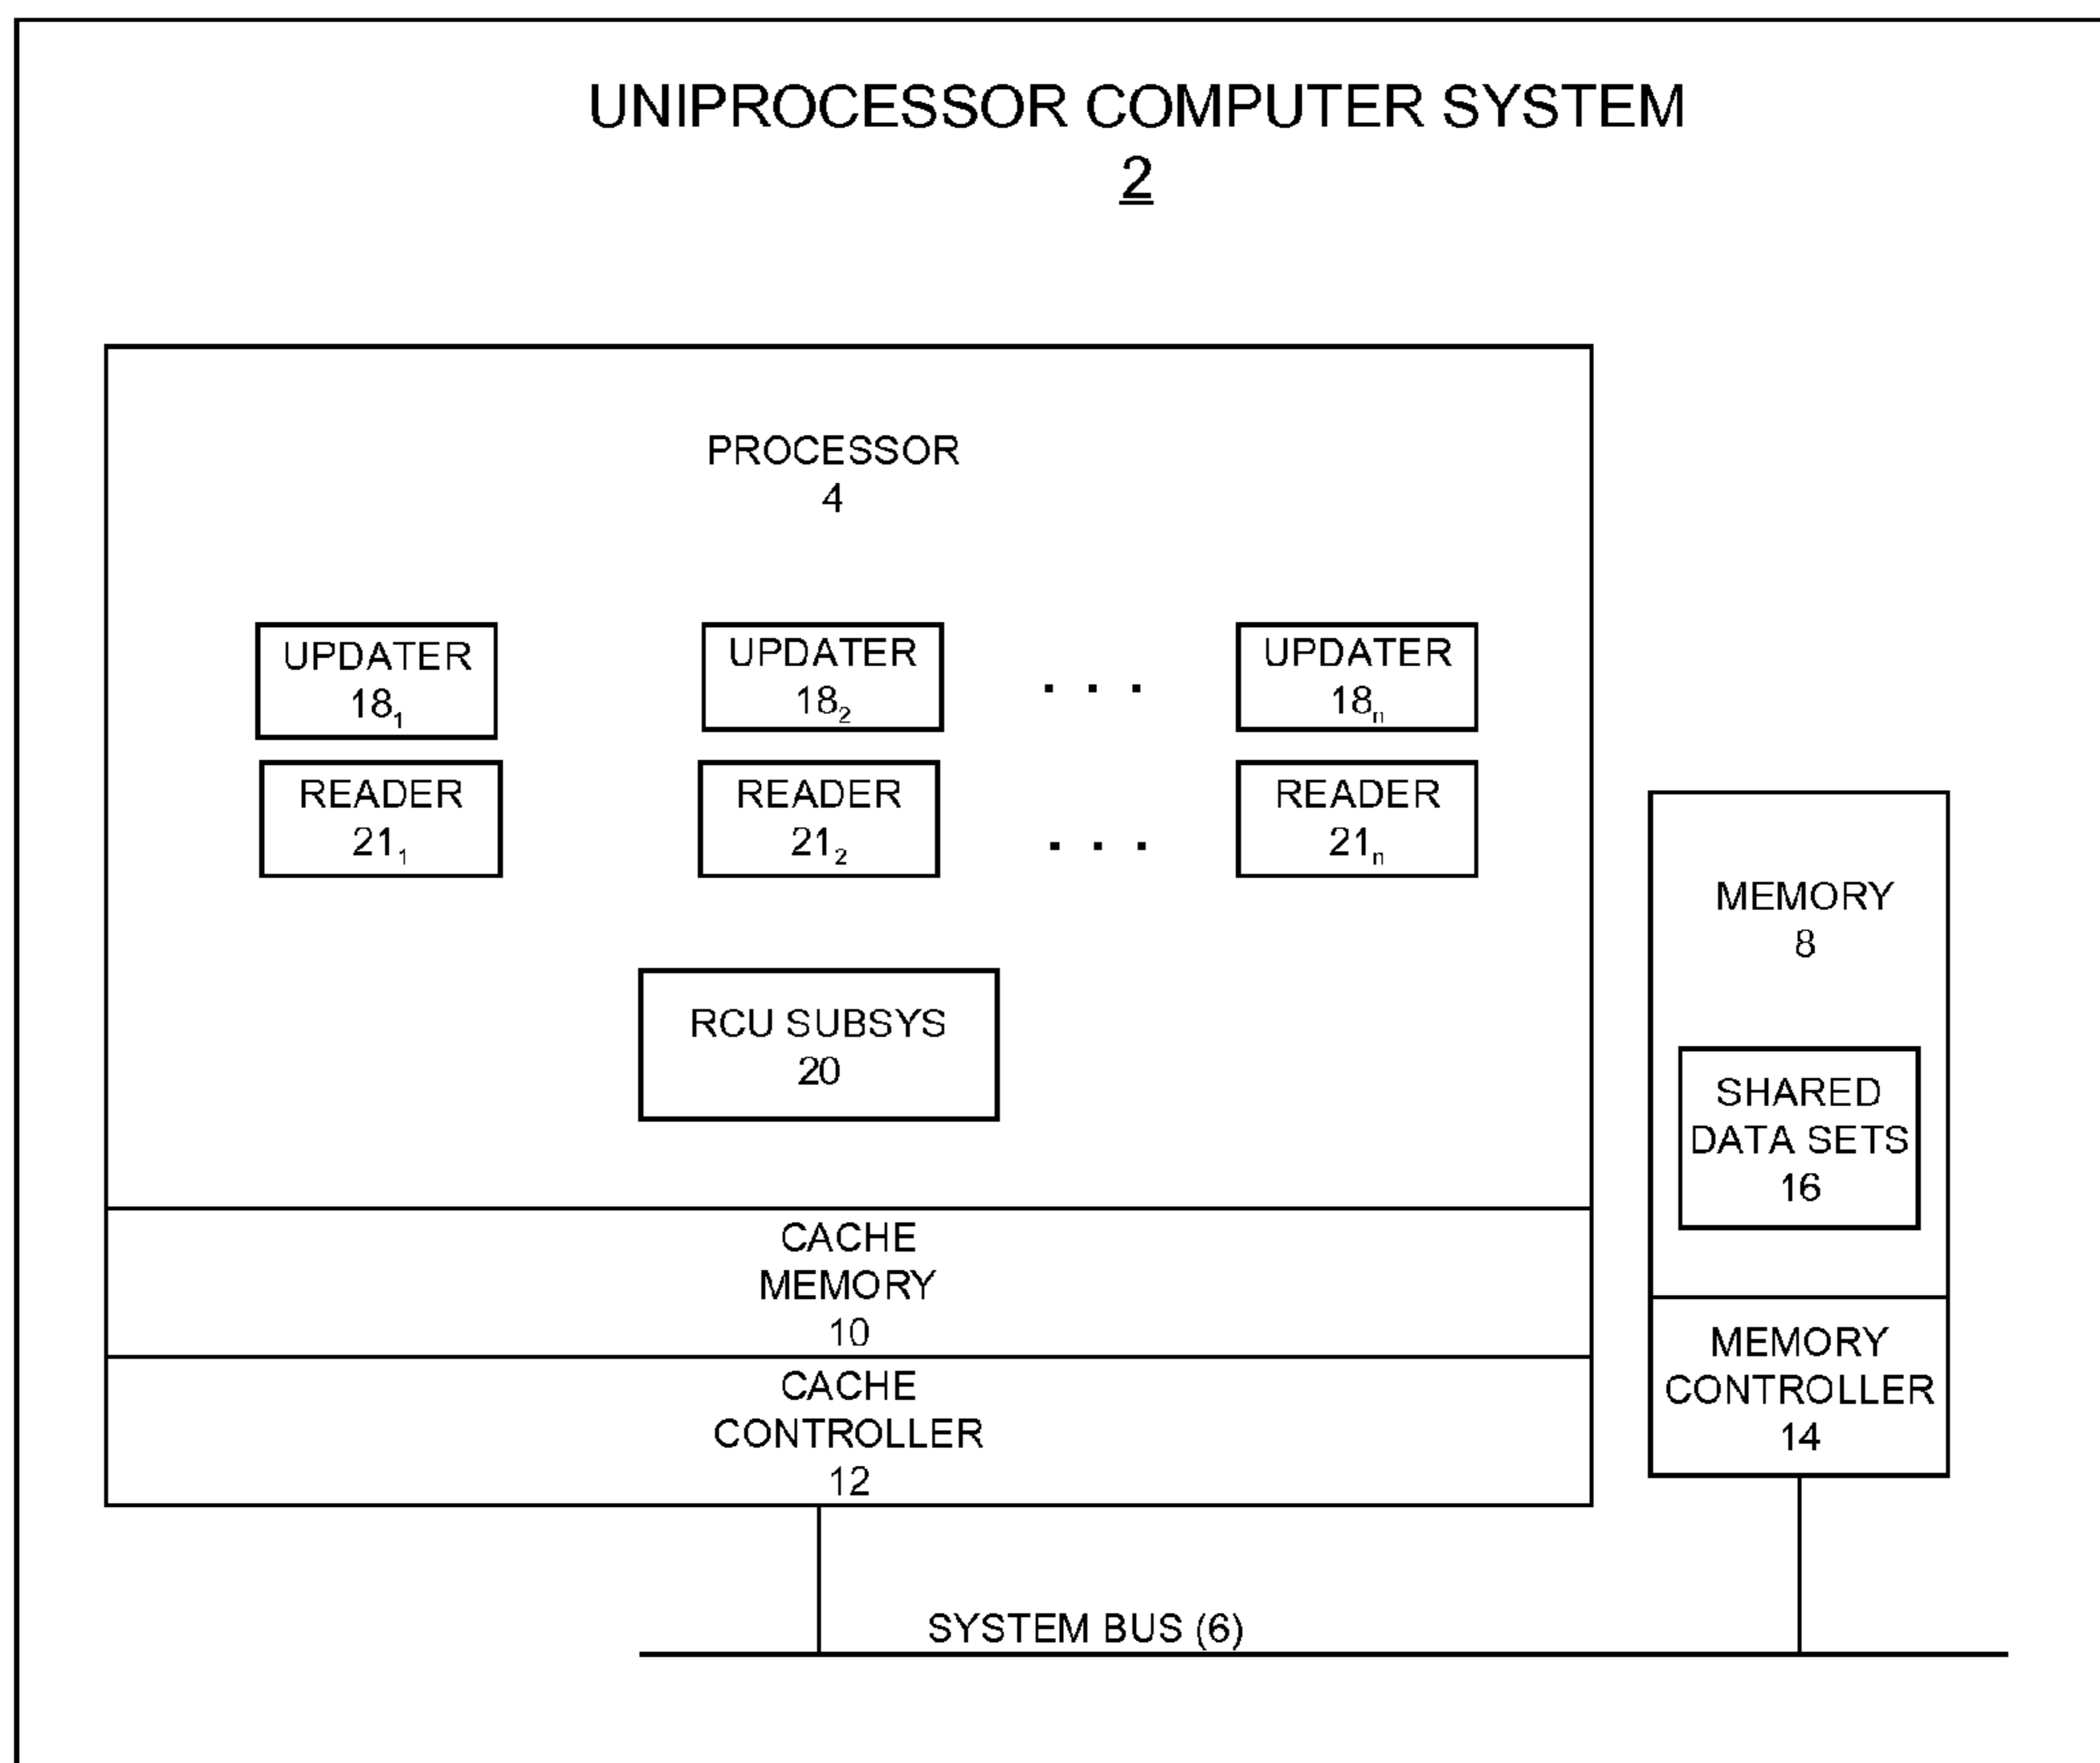 UNIPROCESSOR COMPUTER SYSTEM
2
PROCESSOR
4
UPDATER
18₁
UPDATER
18₂
. . .
UPDATER
18ₙ
READER
21₁
READER
21₂
. . .
READER
21ₙ
RCU SUBSYS
20
CACHE
MEMORY
10
CACHE
CONTROLLER
12
MEMORY
8
SHARED
DATA SETS
16
MEMORY
CONTROLLER
14
SYSTEM BUS (6)